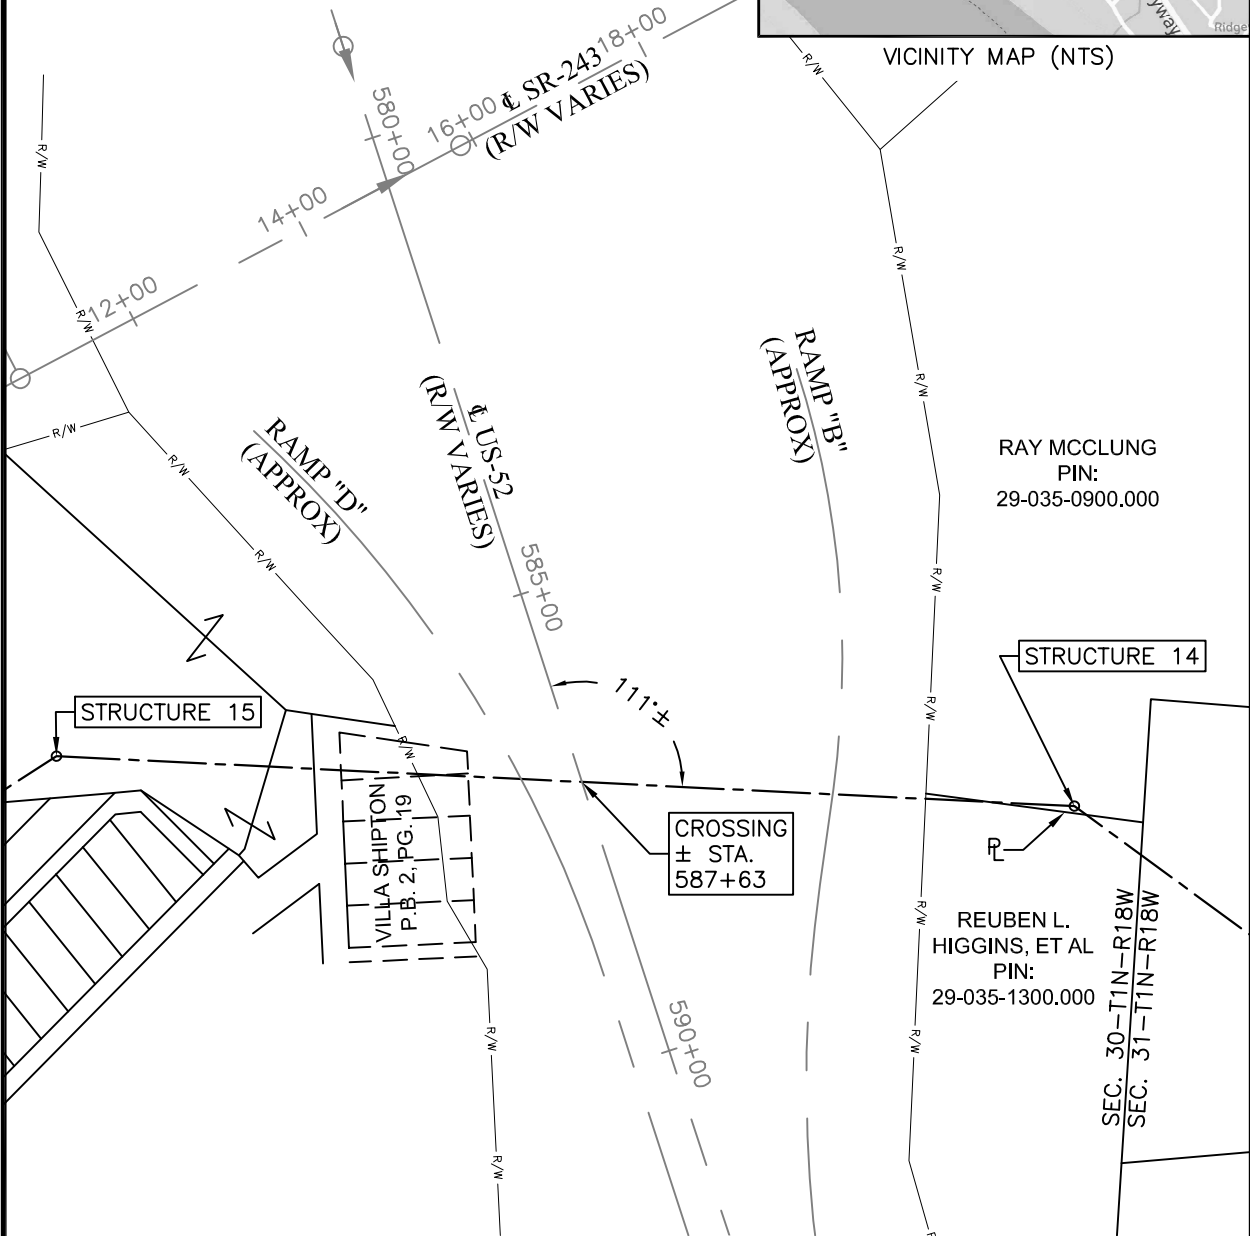 yway
Ridge
VICINITY MAP (NTS)
580+00
16+00
℄ SR-243
18+00
(R/W VARIES)
R/W
R/W
14+00
R/W
12+00
R/W
R/W
R/W
R/W
RAMP "D"
(APPROX)
℄ US-52
(R/W VARIES)
RAMP "B"
(APPROX)
RAY MCCLUNG
PIN:
29-035-0900.000
R/W
585+00
R/W
STRUCTURE 14
STRUCTURE 15
111°±
R/W
R/W
CROSSING
± STA.
587+63
VILLA SHIPTON
P.B. 2, PG. 19
℞L
R/W
REUBEN L.
HIGGINS, ET AL
PIN:
29-035-1300.000
SEC. 30-T1N-R18W
SEC. 31-T1N-R18W
590+00
R/W
R/W
R/W